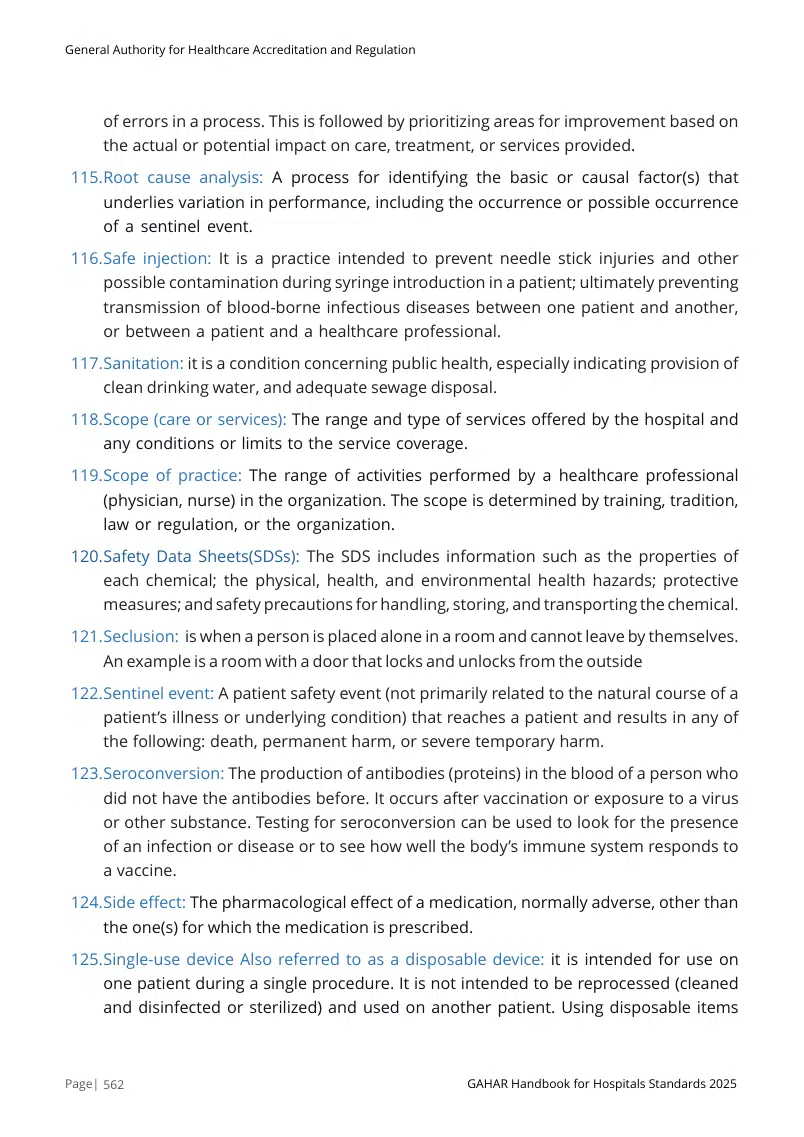 General Authority for Healthcare Accreditation and Regulation
of errors in a process. This is followed by prioritizing areas for improvement based on
the actual or potential impact on care, treatment, or services provided.
115.Root cause analysis: A process for identifying the basic or causal factor(s) that
underlies variation in performance, including the occurrence or possible occurrence
of a sentinel event.
116.Safe injection: It is a practice intended to prevent needle stick injuries and other
possible contamination during syringe introduction in a patient; ultimately preventing
transmission of blood-borne infectious diseases between one patient and another,
or between a patient and a healthcare professional.
117.Sanitation: it is a condition concerning public health, especially indicating provision of
clean drinking water, and adequate sewage disposal.
118.Scope (care or services): The range and type of services offered by the hospital and
any conditions or limits to the service coverage.
119.Scope of practice: The range of activities performed by a healthcare professional
(physician, nurse) in the organization. The scope is determined by training, tradition,
law or regulation, or the organization.
120.Safety Data Sheets(SDSs): The SDS includes information such as the properties of
each chemical; the physical, health, and environmental health hazards; protective
measures; and safety precautions for handling, storing, and transporting the chemical.
121.Seclusion: is when a person is placed alone in a room and cannot leave by themselves.
An example is a room with a door that locks and unlocks from the outside
122.Sentinel event: A patient safety event (not primarily related to the natural course of a
patient’s illness or underlying condition) that reaches a patient and results in any of
the following: death, permanent harm, or severe temporary harm.
123.Seroconversion: The production of antibodies (proteins) in the blood of a person who
did not have the antibodies before. It occurs after vaccination or exposure to a virus
or other substance. Testing for seroconversion can be used to look for the presence
of an infection or disease or to see how well the body’s immune system responds to
a vaccine.
124.Side effect: The pharmacological effect of a medication, normally adverse, other than
the one(s) for which the medication is prescribed.
125.Single-use device Also referred to as a disposable device: it is intended for use on
one patient during a single procedure. It is not intended to be reprocessed (cleaned
and disinfected or sterilized) and used on another patient. Using disposable items
Page| 562
GAHAR Handbook for Hospitals Standards 2025